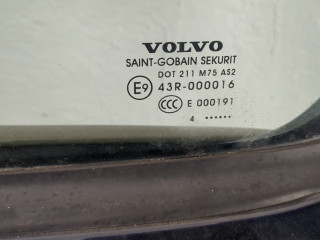 VOLVO
SAINT-GOBAIN SEKURIT
DOT 211 M75 AS2
E9 43R-000016
CCC E 000191
4 ······